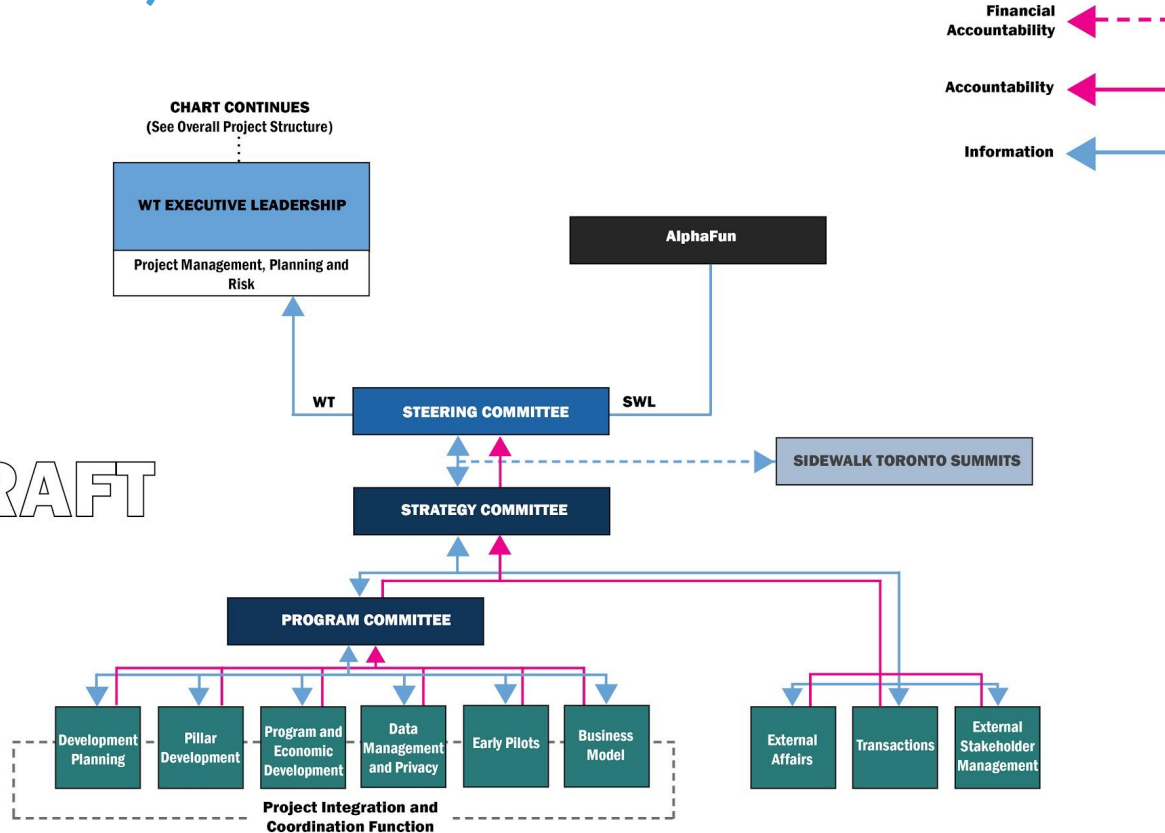 Financial
Accountability
Accountability
Information
CHART CONTINUES
(See Overall Project Structure)
WT EXECUTIVE LEADERSHIP
Project Management, Planning and
Risk
AlphaFun
WT
STEERING COMMITTEE
SWL
SIDEWALK TORONTO SUMMITS
RAFT
STRATEGY COMMITTEE
PROGRAM COMMITTEE
Development
Planning
Pillar
Development
Program and
Economic
Development
Data
Management
and Privacy
Early Pilots
Business
Model
External
Affairs
Transactions
External
Stakeholder
Management
Project Integration and
Coordination Function